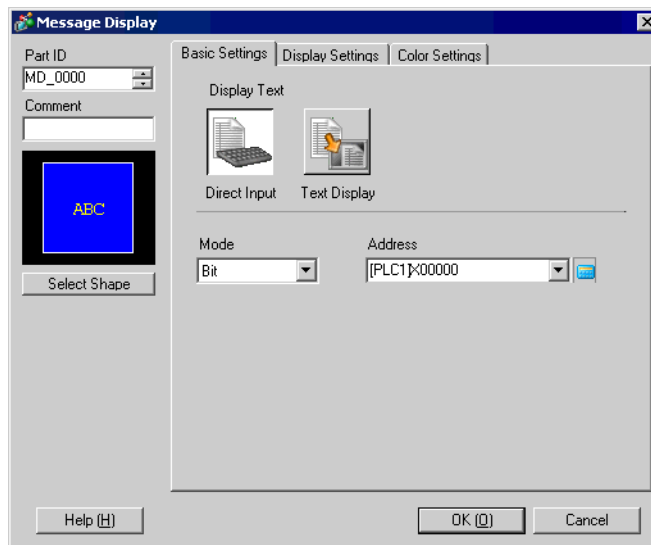 Message Display
Part ID
MD_0000
Comment
ABC
Select Shape
Basic Settings
Display Settings
Color Settings
Display Text
Direct Input
Text Display
Mode
Address
Bit
[PLC1]X00000
Help (H)
OK (O)
Cancel